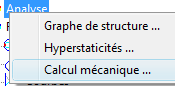 Analyse
Graphe de structure ...
Hyperstaticités ...
Calcul mécanique ...